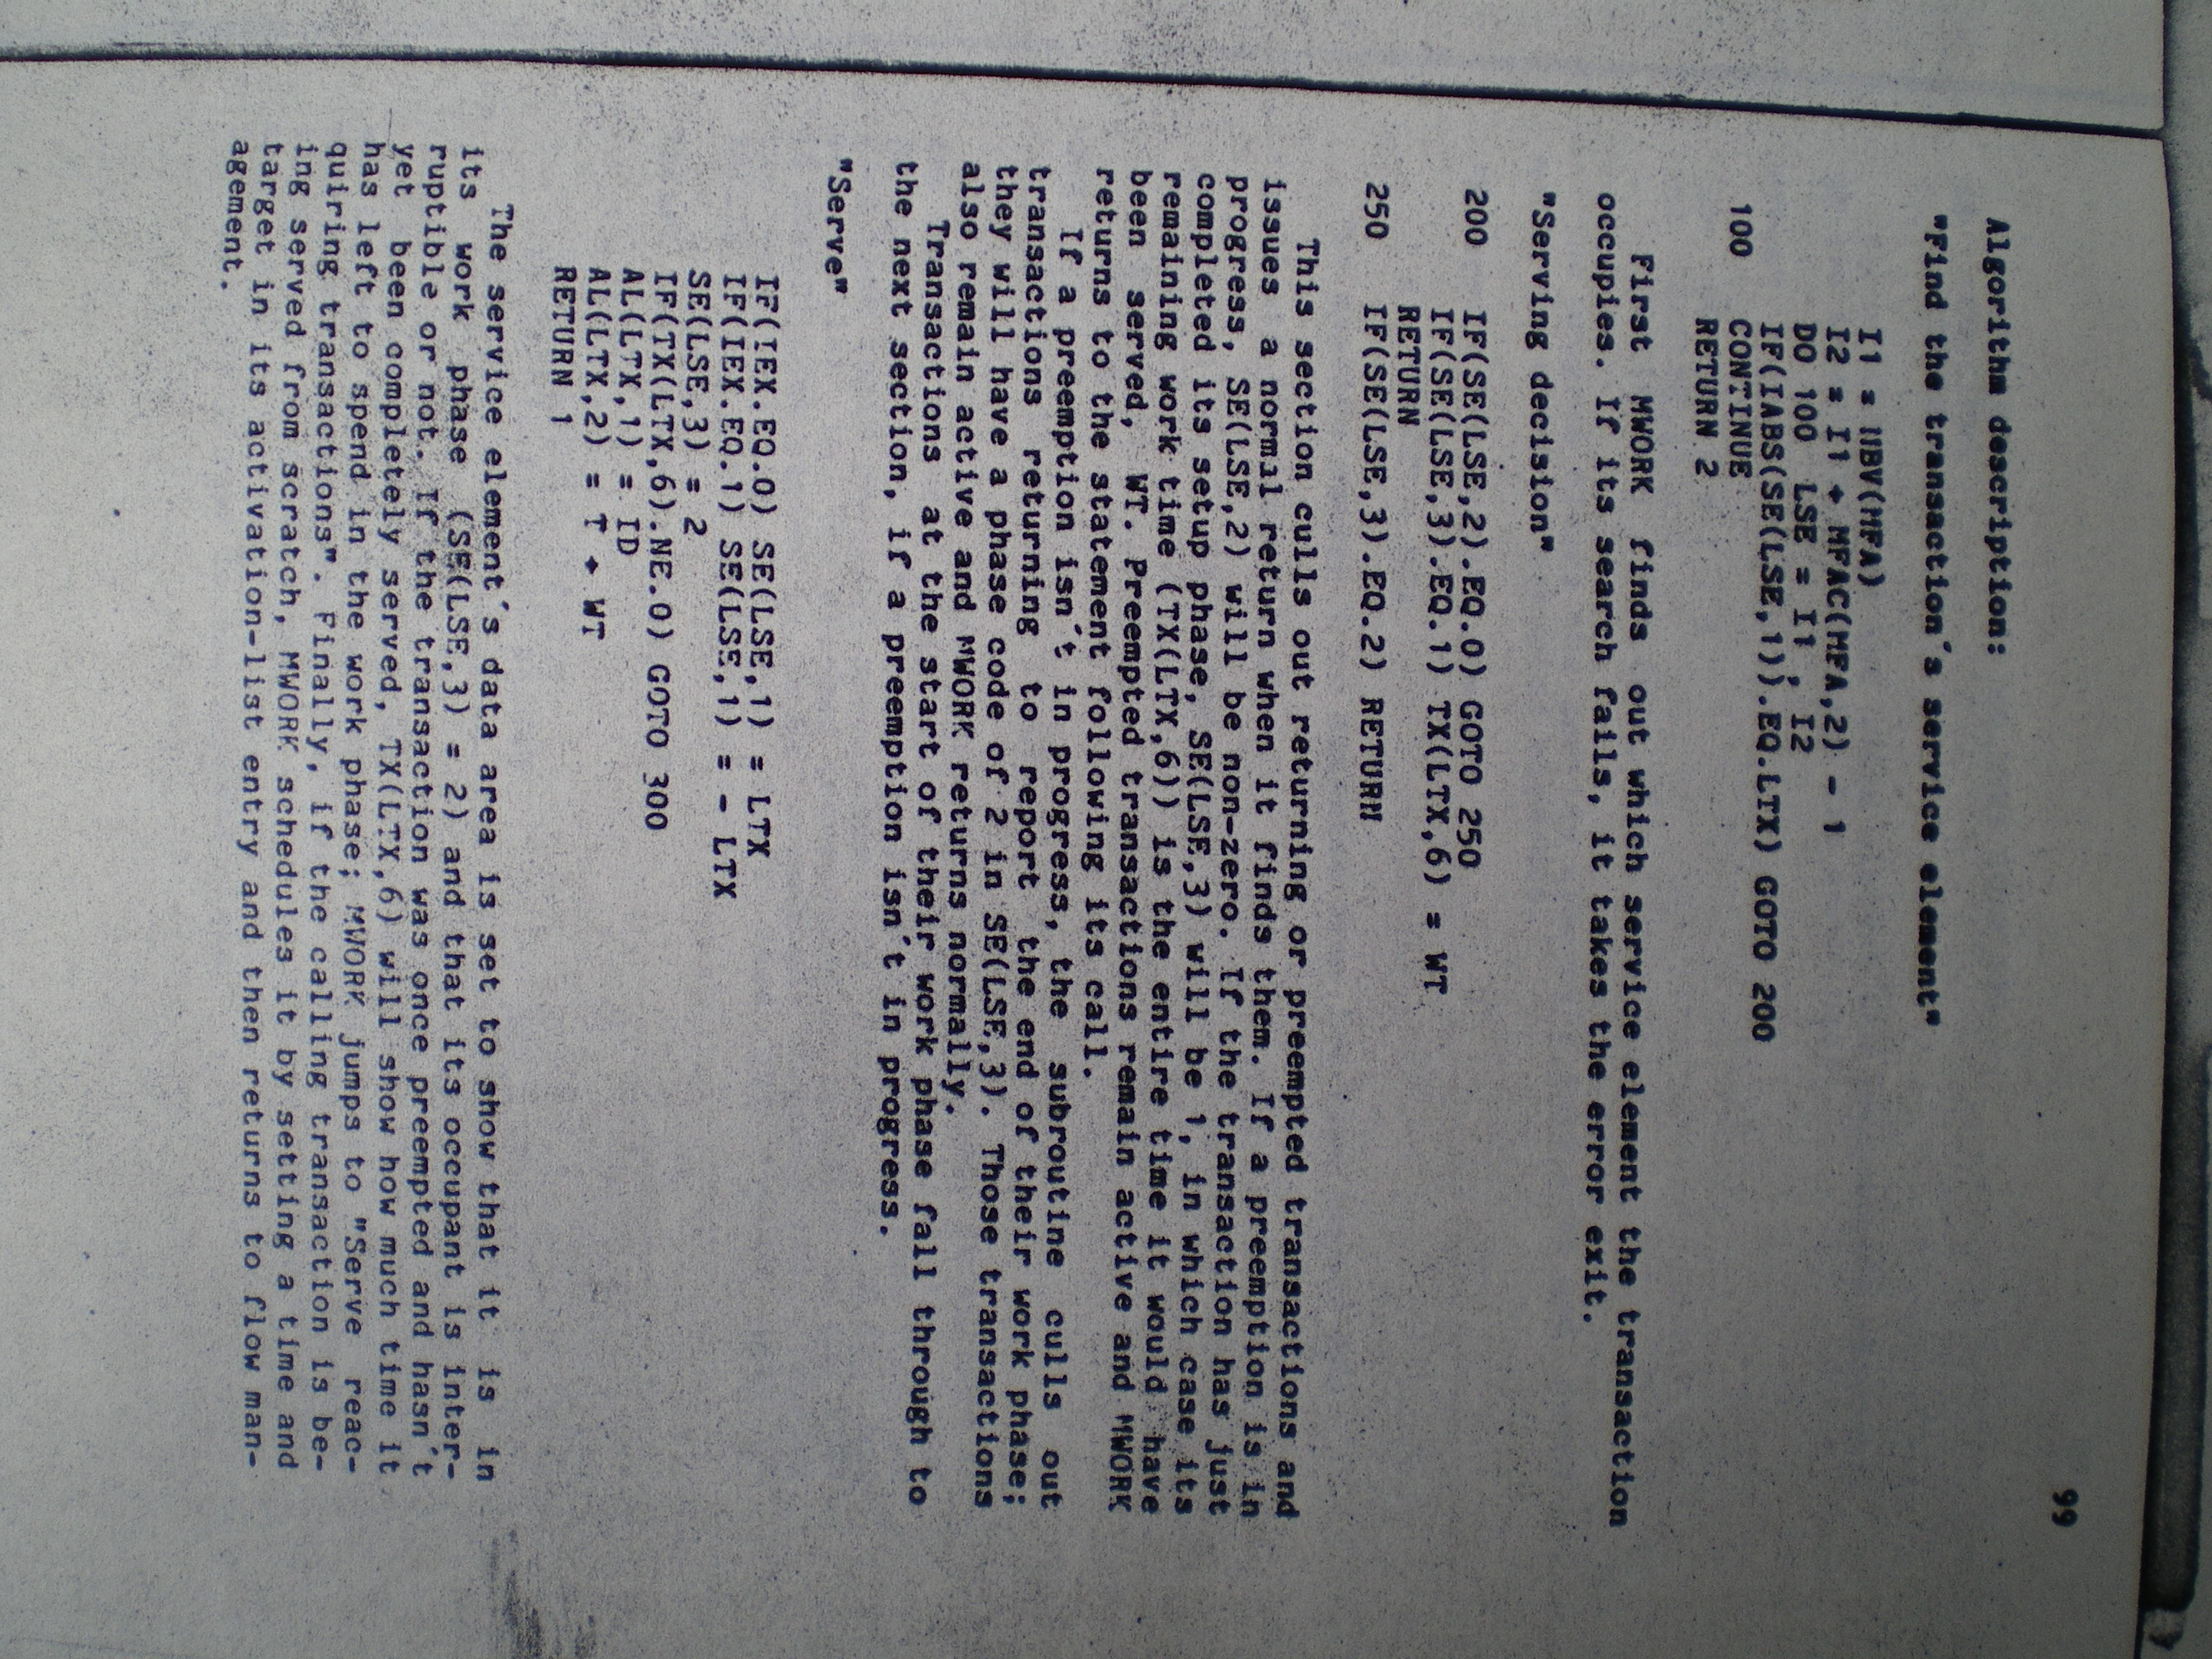 99
Algorithm description:
"Find the transaction's service element"
I1 = NBV(MFA)
I2 = I1 + MFAC(MFA,2) - 1
DO 100 LSE = I1, I2
IF(IABS(SE(LSE,1)).EQ.LTX) GOTO 200
100 CONTINUE
RETURN 2
First MWORK finds out which service element the transaction
occupies. If its search fails, it takes the error exit.
"Serving decision"
200 IF(SE(LSE,2).EQ.0) GOTO 250
IF(SE(LSE,3).EQ.1) TX(LTX,6) = WT
RETURN
250 IF(SE(LSE,3).EQ.2) RETURN
This section culls out returning or preempted transactions and
issues a normal return when it finds them. If a preemption is in
progress, SE(LSE,2) will be non-zero. If the transaction has just
completed its setup phase, SE(LSE,3) will be 1, in which case its
remaining work time (TX(LTX,6)) is the entire time it would have
been served, WT. Preempted transactions remain active and MWORK
returns to the statement following its call.
If a preemption isn't in progress, the subroutine culls out
transactions returning to report the end of their work phase;
they will have a phase code of 2 in SE(LSE,3). Those transactions
also remain active and MWORK returns normally.
Transactions at the start of their work phase fall through to
the next section, if a preemption isn't in progress.
"Serve"
IF(IEX.EQ.0) SE(LSE,1) = LTX
IF(IEX.EQ.1) SE(LSE,1) = - LTX
SE(LSE,3) = 2
IF(TX(LTX,6).NE.0) GOTO 300
AL(LTX,1) = ID
AL(LTX,2) = T + WT
RETURN 1
The service element's data area is set to show that it is in
its work phase (SE(LSE,3) = 2) and that its occupant is inter-
ruptible or not. If the transaction was once preempted and hasn't
yet been completely served, TX(LTX,6) will show how much time it
has left to spend in the work phase; MWORK jumps to "Serve reac-
quiring transactions". Finally, if the calling transaction is be-
ing served from scratch, MWORK schedules it by setting a time and
target in its activation-list entry and then returns to flow man-
agement.